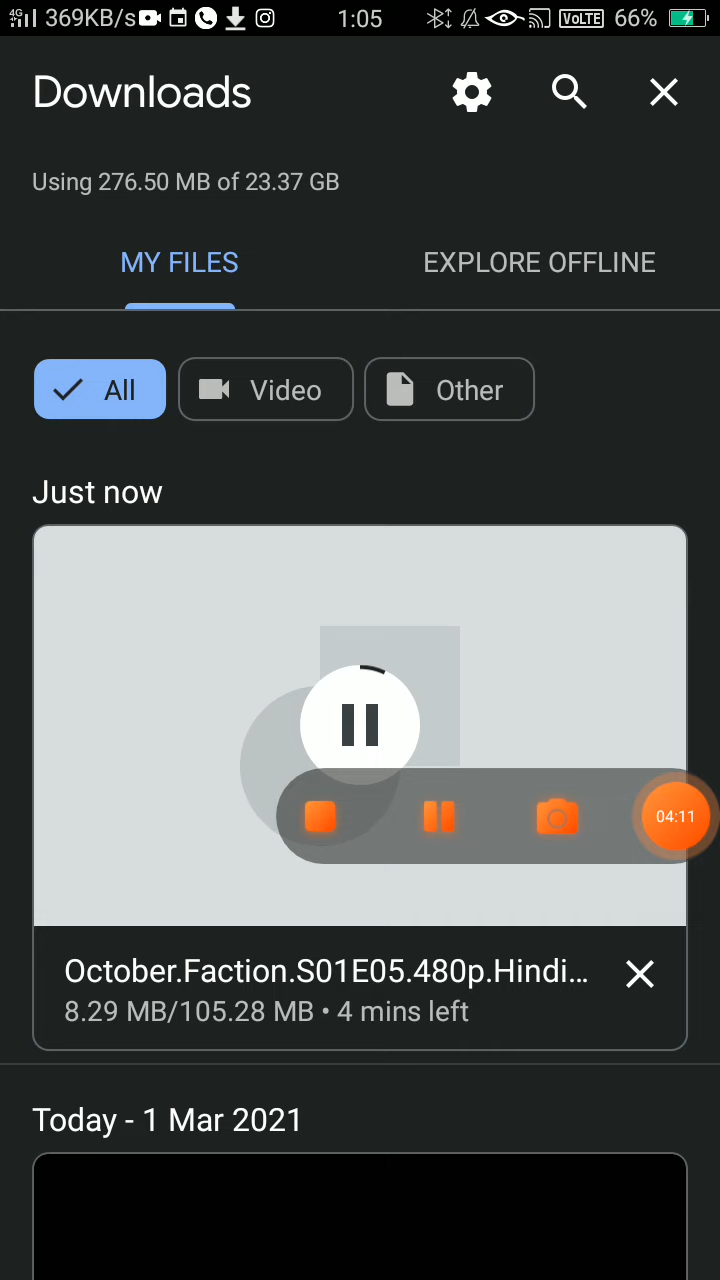 4G 369KB/s 1:05 VoLTE 66%
Downloads
Using 276.50 MB of 23.37 GB
MY FILES EXPLORE OFFLINE
All Video Other
Just now
04:11
October.Faction.S01E05.480p.Hindi...
8.29 MB/105.28 MB • 4 mins left
Today - 1 Mar 2021